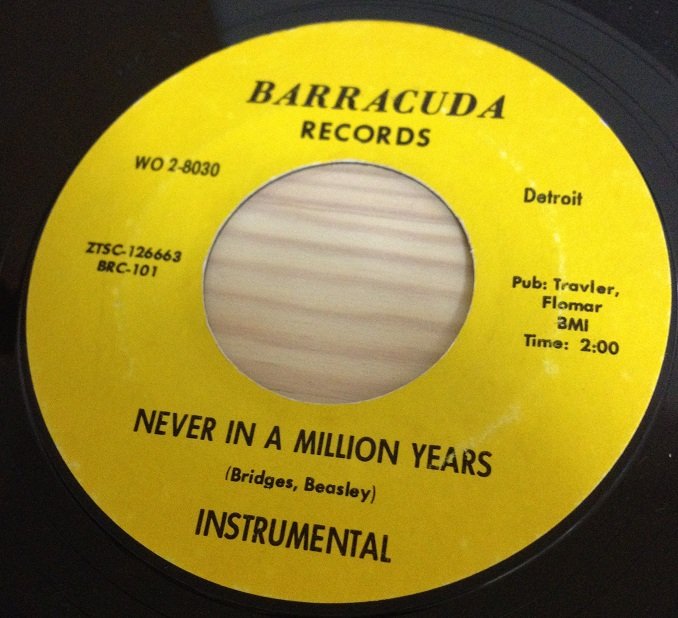 BARRACUDA
RECORDS
WO 2-8030
Detroit
ZTSC-126663
BRC-101
Pub: Travler,
Flomar
BMI
Time: 2:00
NEVER IN A MILLION YEARS
(Bridges, Beasley)
INSTRUMENTAL